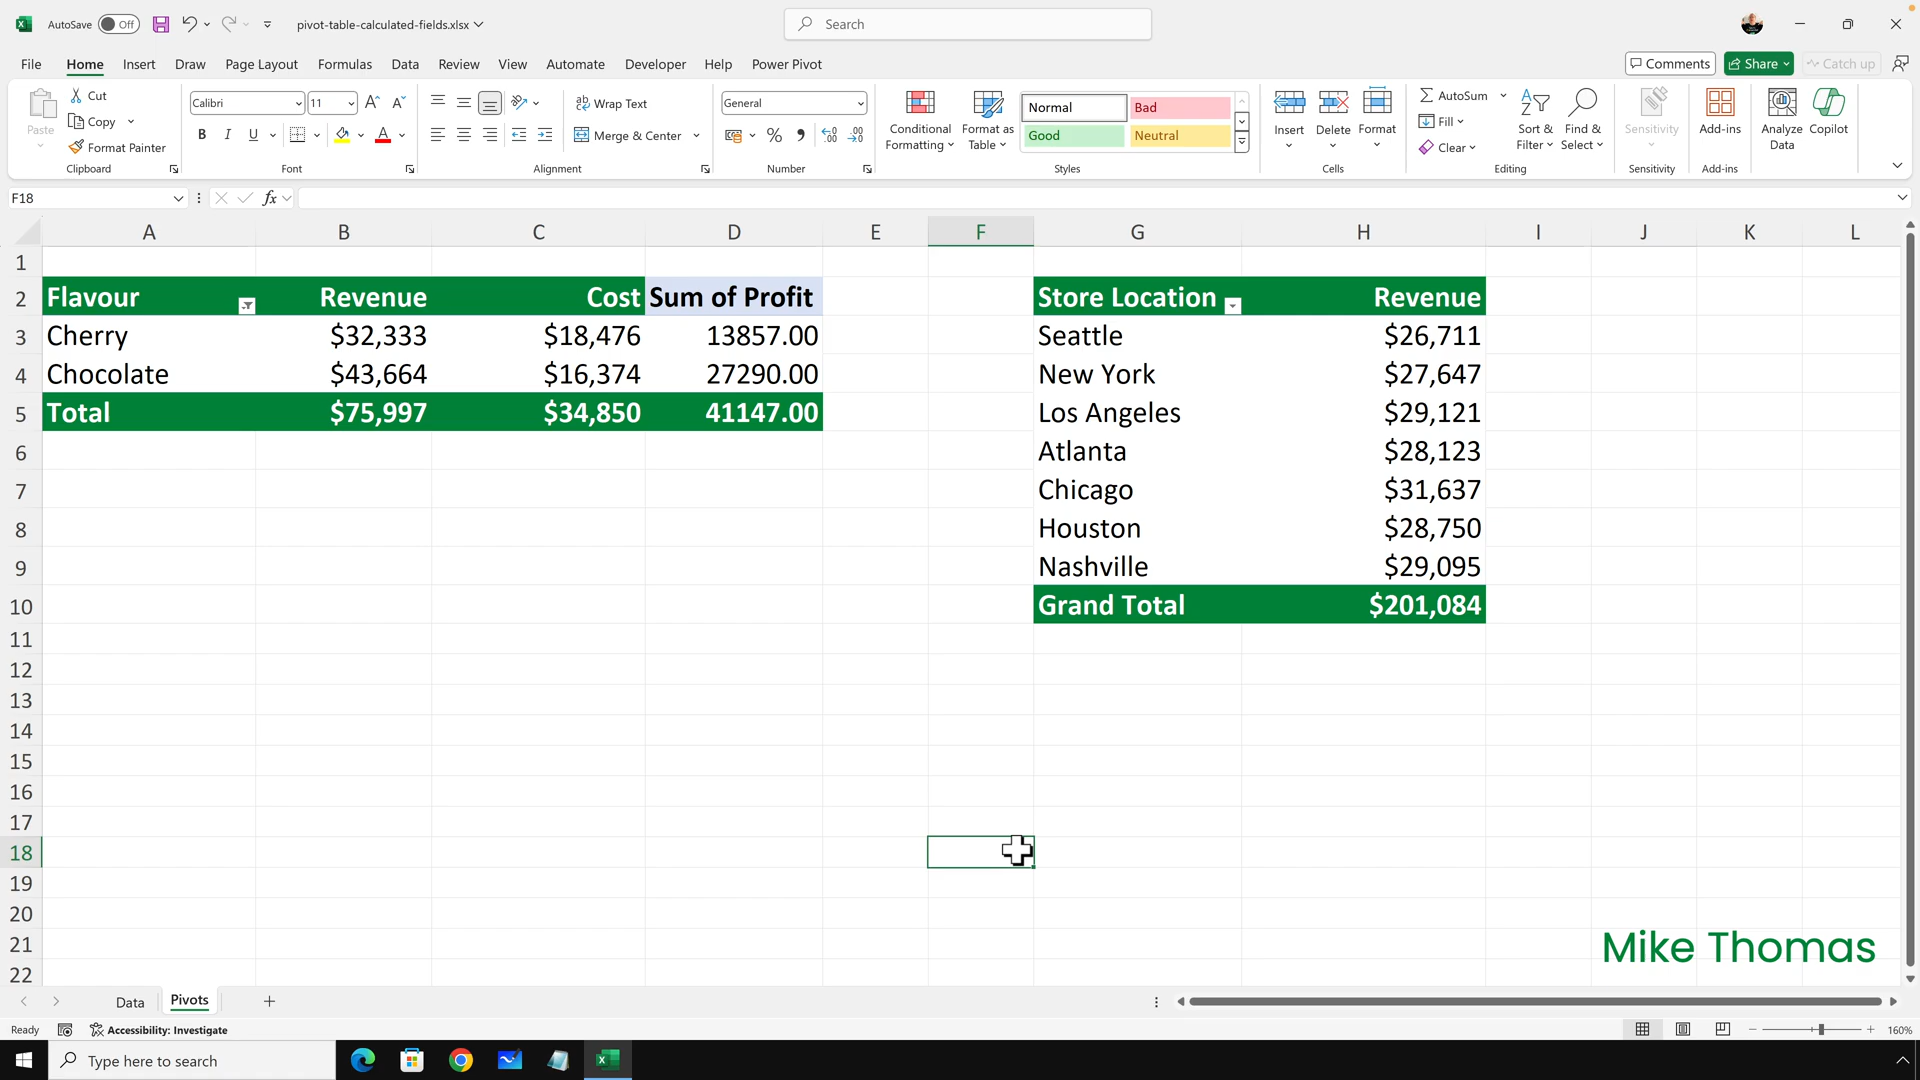 AutoSave Off pivot-table-calculated-fields.xlsx Search
File Home Insert Draw Page Layout Formulas Data Review View Automate Developer Help Power Pivot Comments Share Catch up
Paste Cut Copy Format Painter Clipboard
Calibri 11 B I U A Font
ab Wrap Text Merge & Center Alignment
General % Number
Conditional Formatting Format as Table Normal Bad Good Neutral Styles
Insert Delete Format Cells
AutoSum Fill Clear Sort & Filter Find & Select Editing
Sensitivity Sensitivity
Add-ins Add-ins
Analyze Data Copilot
F18 fx
A B C D E F G H I J K L
1
2 Flavour Revenue Cost Sum of Profit Store Location Revenue
3 Cherry $32,333 $18,476 13857.00 Seattle $26,711
4 Chocolate $43,664 $16,374 27290.00 New York $27,647
5 Total $75,997 $34,850 41147.00 Los Angeles $29,121
6 Atlanta $28,123
7 Chicago $31,637
8 Houston $28,750
9 Nashville $29,095
10 Grand Total $201,084
11
12
13
14
15
16
17
18
19
20
21 Mike Thomas
22
Data Pivots
Ready Accessibility: Investigate 160%
Type here to search